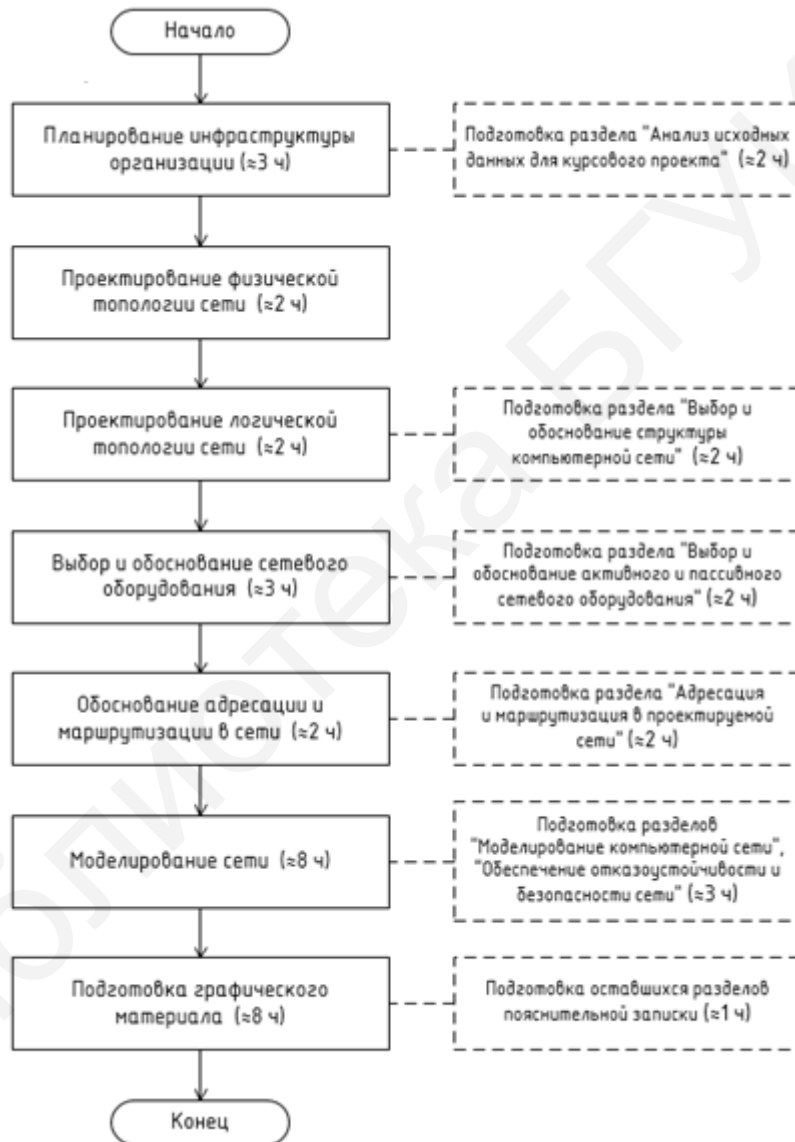 Начало
Планирование инфраструктуры
организации (≈3 ч)
Подготовка раздела "Анализ исходных
данных для курсового проекта" (≈2 ч)
Проектирование физической
топологии сети (≈2 ч)
Проектирование логической
топологии сети (≈2 ч)
Подготовка раздела "Выбор и
обоснование структуры
компьютерной сети" (≈2 ч)
Выбор и обоснование сетевого
оборудования (≈3 ч)
Подготовка раздела "Выбор и
обоснование активного и пассивного
сетевого оборудования" (≈2 ч)
Обоснование адресации и
маршрутизации в сети (≈2 ч)
Подготовка раздела "Адресация
и маршрутизация в проектируемой
сети" (≈2 ч)
Моделирование сети (≈8 ч)
Подготовка разделов
"Моделирование компьютерной сети",
"Обеспечение отказоустойчивости и
безопасности сети" (≈3 ч)
Подготовка графического
материала (≈8 ч)
Подготовка оставшихся разделов
пояснительной записки (≈1 ч)
Конец